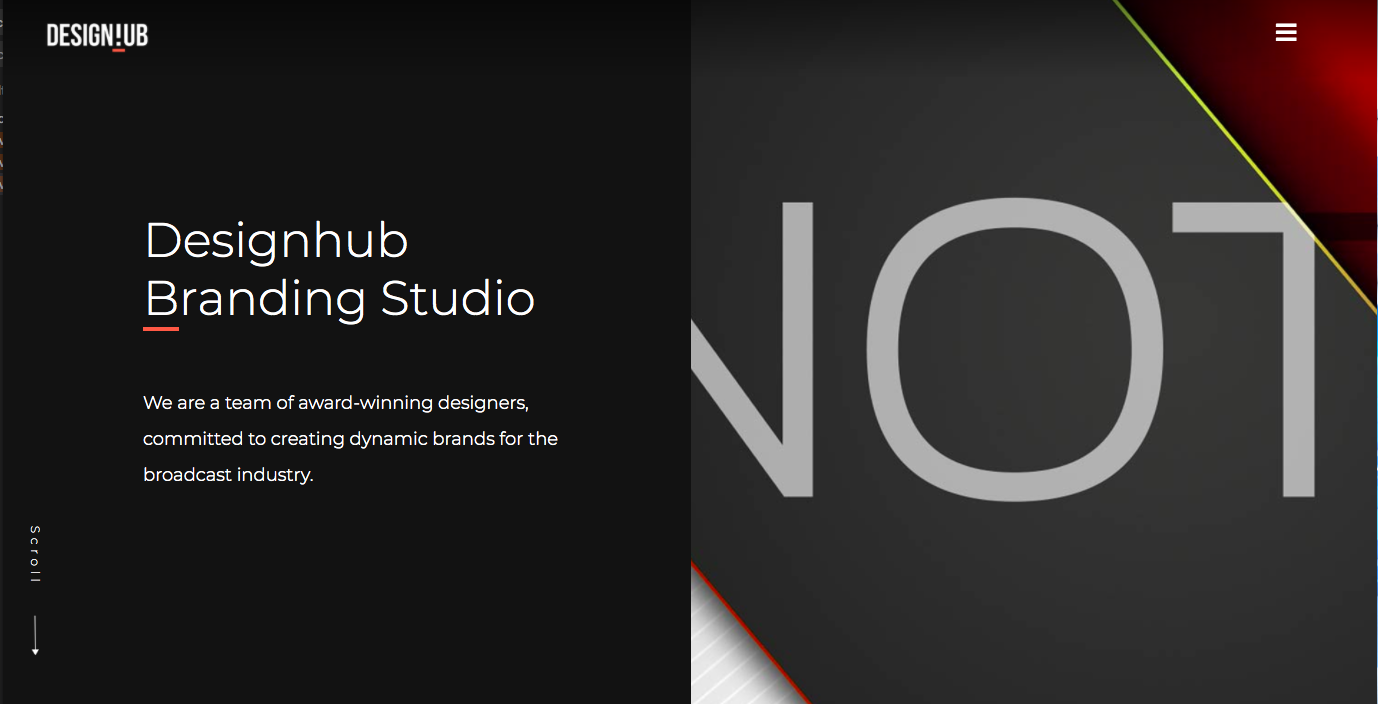 DESIGN!UB
Designhub
Branding Studio
We are a team of award-winning designers,
committed to creating dynamic brands for the
broadcast industry.
Scroll
NOT